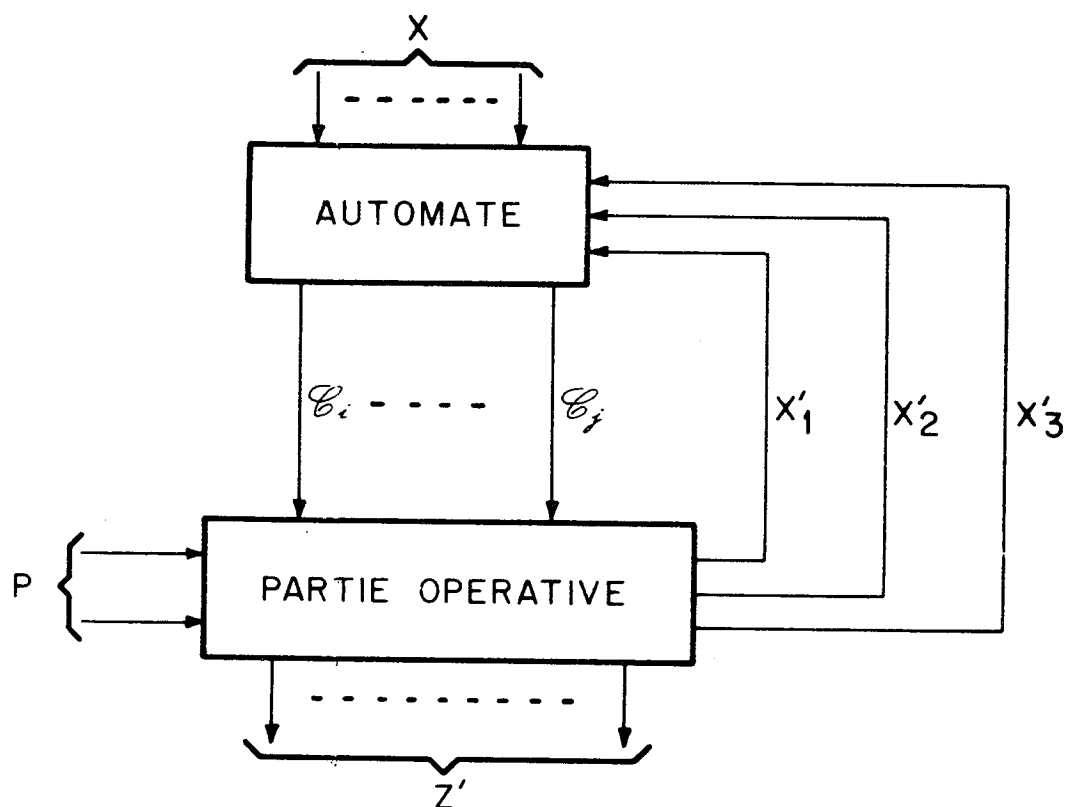 X
AUTOMATE
𝒞i - - - - 𝒞j
X'1
X'2
X'3
P
PARTIE OPERATIVE
Z'